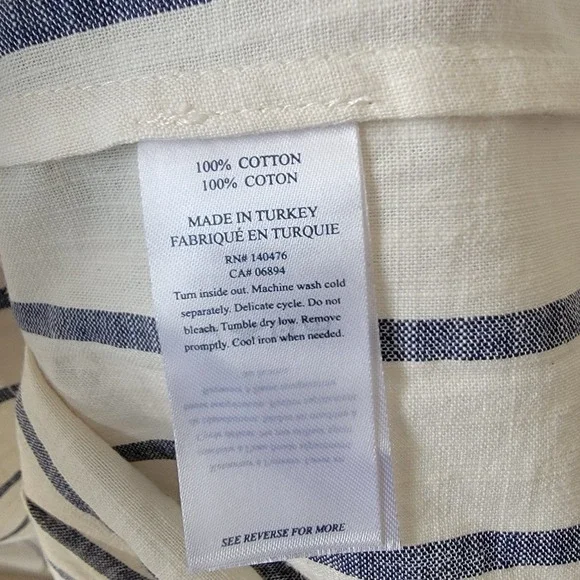 100% COTTON
100% COTON
MADE IN TURKEY
FABRIQUÉ EN TURQUIE
RN# 140476
CA# 06894
Turn inside out. Machine wash cold
separately. Delicate cycle. Do not
bleach. Tumble dry low. Remove
promptly. Cool iron when needed.
SEE REVERSE FOR MORE